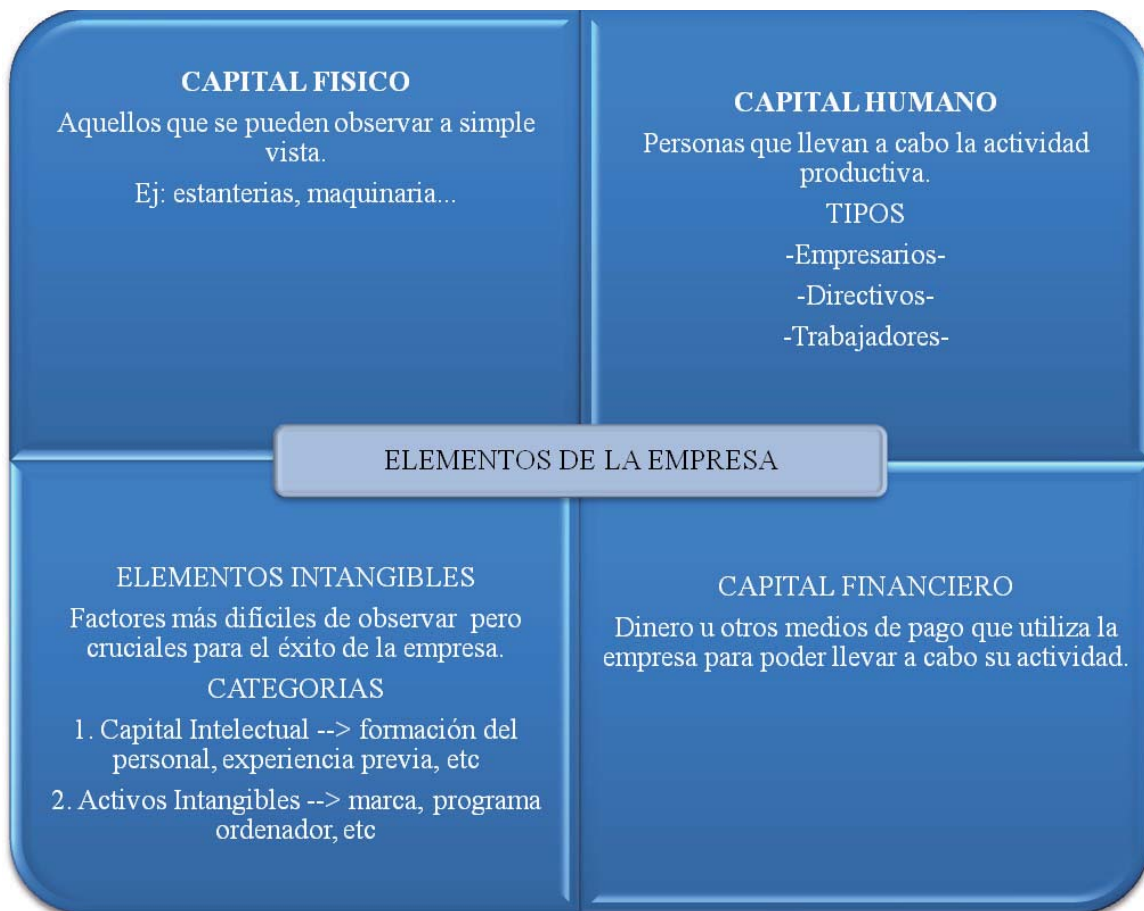 CAPITAL FISICO
Aquellos que se pueden observar a simple
vista.
Ej: estanterias, maquinaria...
CAPITAL HUMANO
Personas que llevan a cabo la actividad
productiva.
TIPOS
-Empresarios-
-Directivos-
-Trabajadores-
ELEMENTOS DE LA EMPRESA
ELEMENTOS INTANGIBLES
Factores más difíciles de observar pero
cruciales para el éxito de la empresa.
CATEGORIAS
1. Capital Intelectual --> formación del
personal, experiencia previa, etc
2. Activos Intangibles --> marca, programa
ordenador, etc
CAPITAL FINANCIERO
Dinero u otros medios de pago que utiliza la
empresa para poder llevar a cabo su actividad.